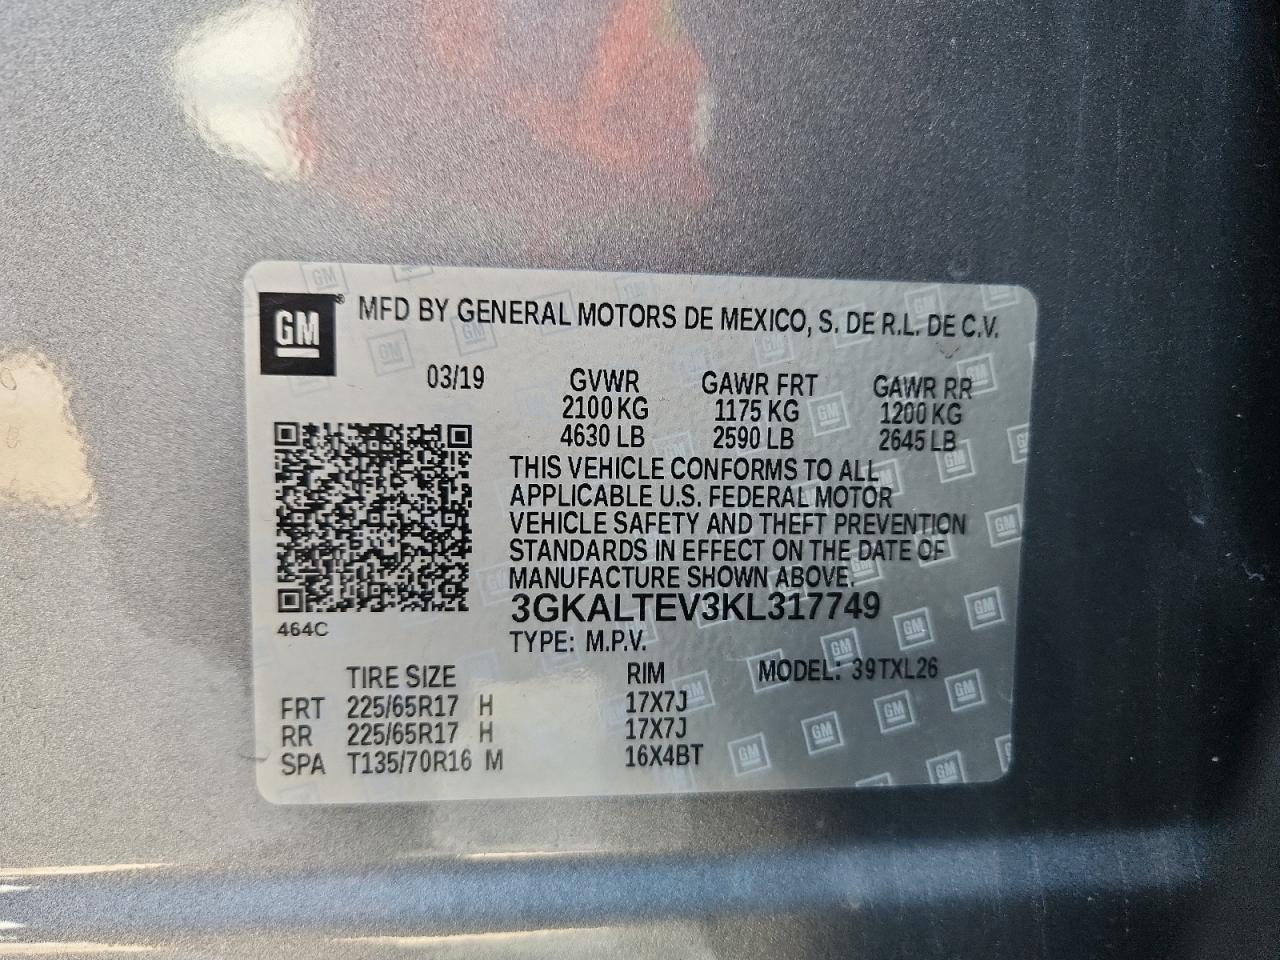 GM ® MFD BY GENERAL MOTORS DE MEXICO, S. DE R.L. DE C.V.
03/19 GVWR GAWR FRT GAWR RR
2100 KG 1175 KG 1200 KG
4630 LB 2590 LB 2645 LB
THIS VEHICLE CONFORMS TO ALL
APPLICABLE U.S. FEDERAL MOTOR
VEHICLE SAFETY AND THEFT PREVENTION
STANDARDS IN EFFECT ON THE DATE OF
MANUFACTURE SHOWN ABOVE.
3GKALTEV3KL317749
464C
TYPE: M.P.V.
TIRE SIZE RIM MODEL: 39TXL26
FRT 225/65R17 H 17X7J
RR 225/65R17 H 17X7J
SPA T135/70R16 M 16X4BT